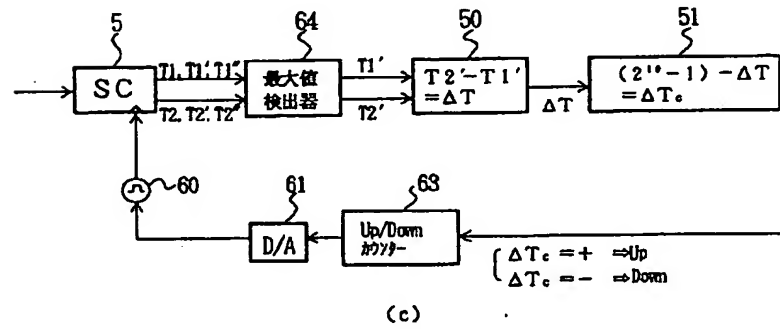 5
64
50
51
SC
T1, T1', T1"
T2, T2', T2"
最大値
検出器
T1'
T2'
T2'−T1'
=ΔT
ΔT
(2¹⁰−1)−ΔT
=ΔTc
60
61
63
D/A
Up/Down
カウンター
ΔTc=+ ⇒Up
ΔTc=− ⇒Down
(c)